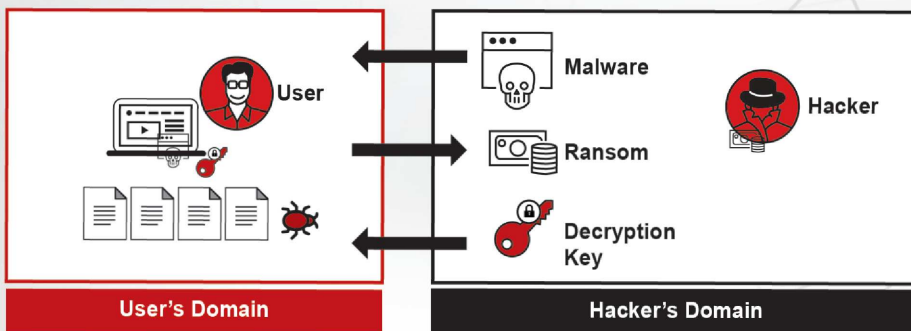 User
Malware
Hacker
Ransom
Decryption
Key
User's Domain
Hacker's Domain